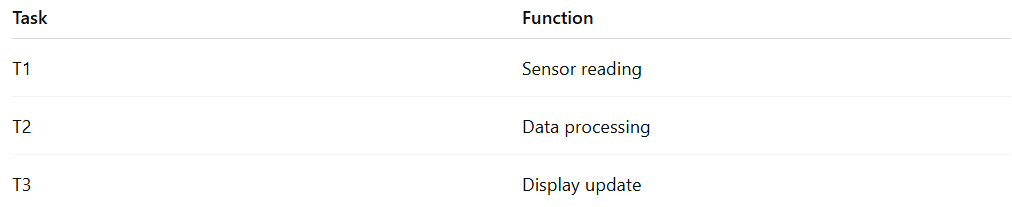 Task Function
T1 Sensor reading
T2 Data processing
T3 Display update